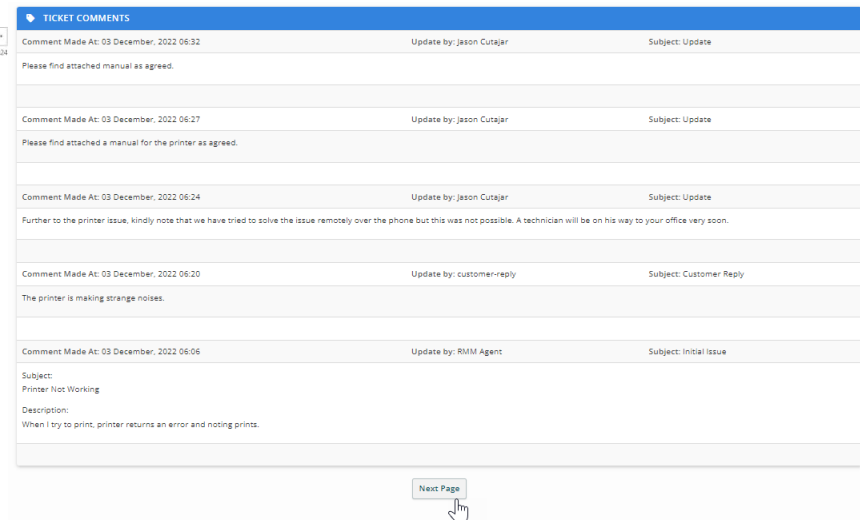 TICKET COMMENTS
24
Comment Made At: 03 December, 2022 06:32 Update by: Jason Cutajar Subject: Update
Please find attached manual as agreed.
Comment Made At: 03 December, 2022 06:27 Update by: Jason Cutajar Subject: Update
Please find attached a manual for the printer as agreed.
Comment Made At: 03 December, 2022 06:24 Update by: Jason Cutajar Subject: Update
Further to the printer issue, kindly note that we have tried to solve the issue remotely over the phone but this was not possible. A technician will be on his way to your office very soon.
Comment Made At: 03 December, 2022 06:20 Update by: customer-reply Subject: Customer Reply
The printer is making strange noises.
Comment Made At: 03 December, 2022 06:06 Update by: RMM Agent Subject: Initial Issue
Subject:
Printer Not Working
Description:
When I try to print, printer returns an error and noting prints.
Next Page